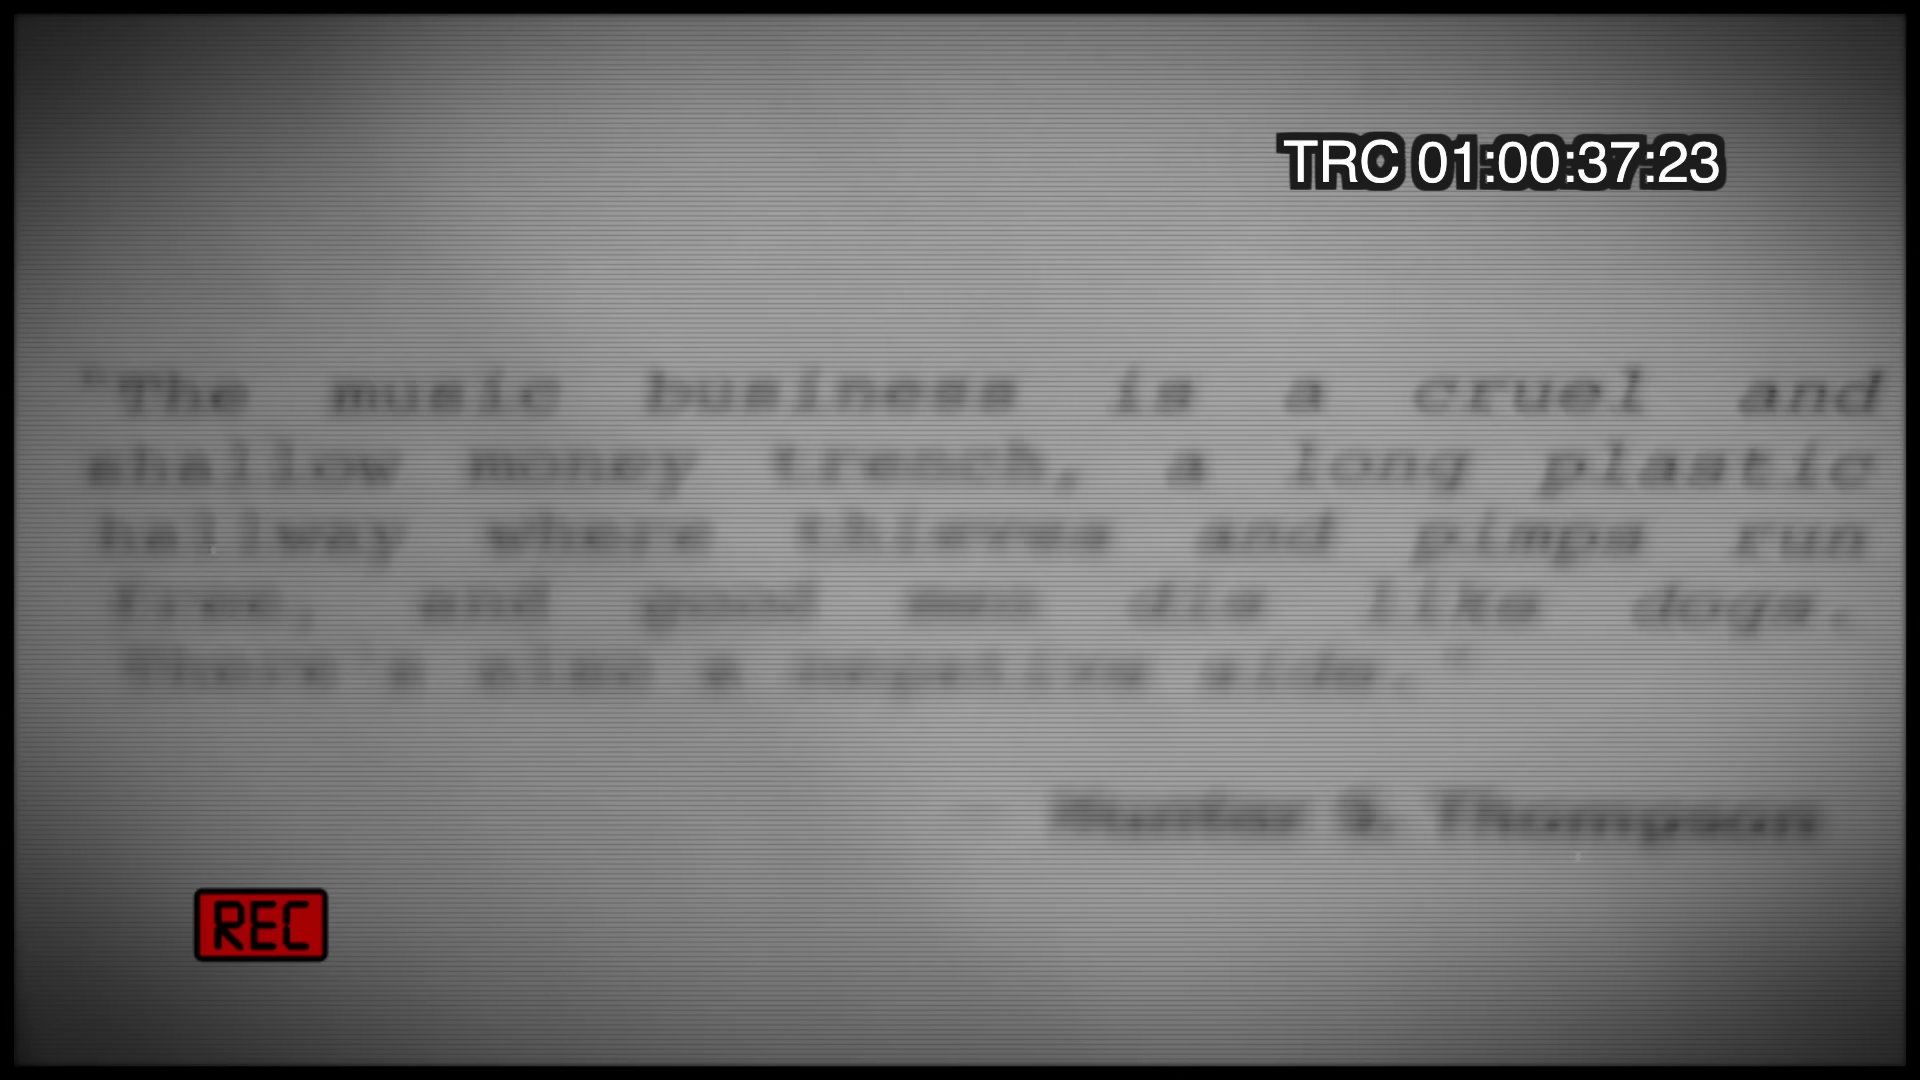 TRC 01:00:37:23
"The music business is a cruel and
shallow money trench, a long plastic
hallway where thieves and pimps run
free, and good men die like dogs.
There's also a negative side."
Hunter S. Thompson
REC